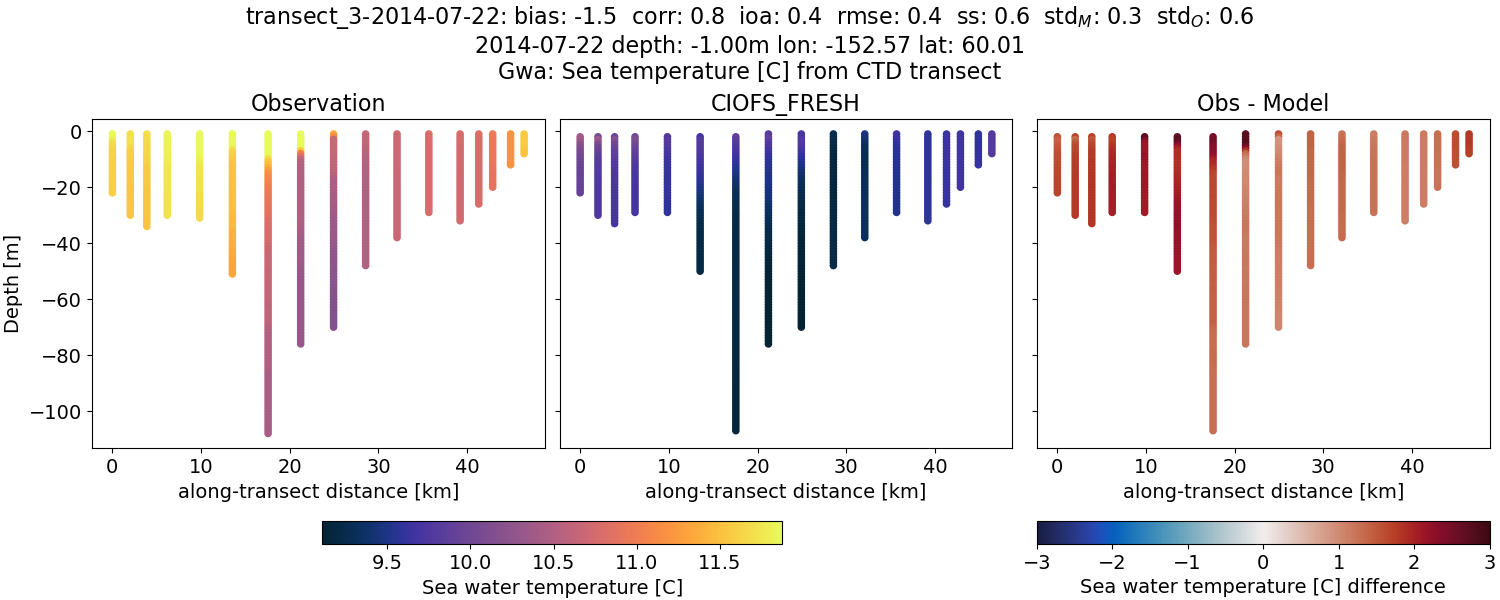 transect_3-2014-07-22: bias: -1.5 corr: 0.8 ioa: 0.4 rmse: 0.4 ss: 0.6 std_M: 0.3 std_O: 0.6
2014-07-22 depth: -1.00m lon: -152.57 lat: 60.01
Gwa: Sea temperature [C] from CTD transect
Observation
CIOFS_FRESH
Obs - Model
Depth [m]
0
−20
−40
−60
−80
−100
0 10 20 30 40
0 10 20 30 40
0 10 20 30 40
along-transect distance [km]
along-transect distance [km]
along-transect distance [km]
9.5 10.0 10.5 11.0 11.5
Sea water temperature [C]
−3 −2 −1 0 1 2 3
Sea water temperature [C] difference